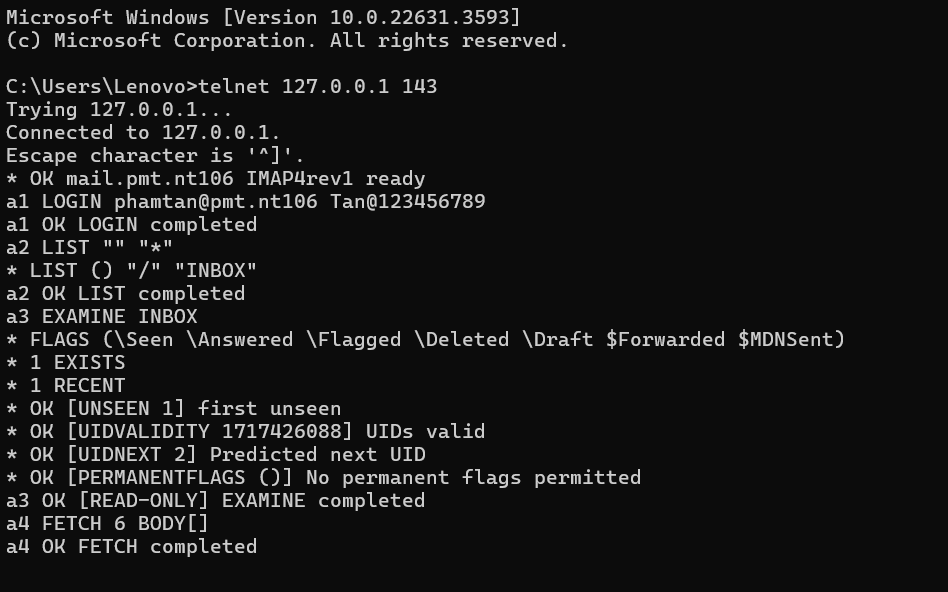 Microsoft Windows [Version 10.0.22631.3593]
(c) Microsoft Corporation. All rights reserved.
C:\Users\Lenovo>telnet 127.0.0.1 143
Trying 127.0.0.1...
Connected to 127.0.0.1.
Escape character is '^]'.
* OK mail.pmt.nt106 IMAP4rev1 ready
a1 LOGIN phamtan@pmt.nt106 Tan@123456789
a1 OK LOGIN completed
a2 LIST "" "*"
* LIST () "/" "INBOX"
a2 OK LIST completed
a3 EXAMINE INBOX
* FLAGS (\Seen \Answered \Flagged \Deleted \Draft $Forwarded $MDNSent)
* 1 EXISTS
* 1 RECENT
* OK [UNSEEN 1] first unseen
* OK [UIDVALIDITY 1717426088] UIDs valid
* OK [UIDNEXT 2] Predicted next UID
* OK [PERMANENTFLAGS ()] No permanent flags permitted
a3 OK [READ-ONLY] EXAMINE completed
a4 FETCH 6 BODY[]
a4 OK FETCH completed